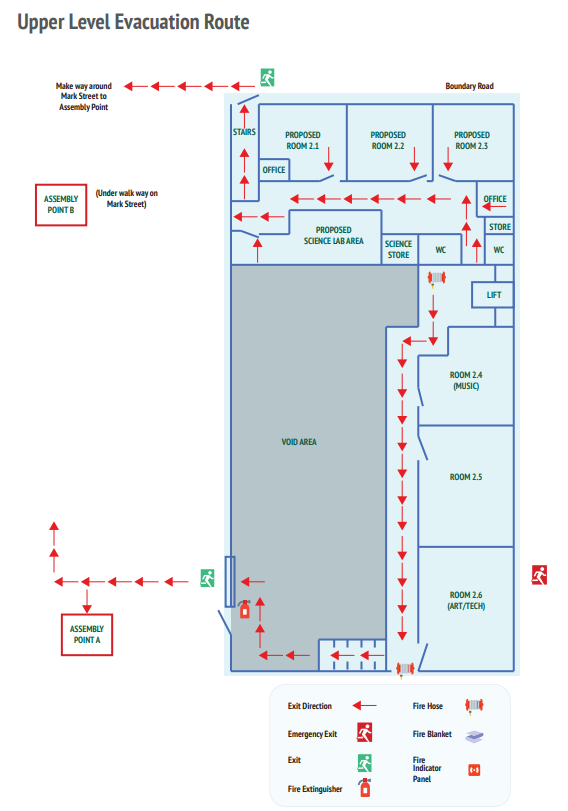 Upper Level Evacuation Route
Make way around
Mark Street to
Assembly Point
Boundary Road
STAIRS
PROPOSED
ROOM 2.1
PROPOSED
ROOM 2.2
PROPOSED
ROOM 2.3
OFFICE
ASSEMBLY
POINT B
(Under walk way on
Mark Street)
OFFICE
PROPOSED
SCIENCE LAB AREA
STORE
SCIENCE
STORE
WC
WC
LIFT
ROOM 2.4
(MUSIC)
VOID AREA
ROOM 2.5
ROOM 2.6
(ART/TECH)
ASSEMBLY
POINT A
Exit Direction
Fire Hose
Emergency Exit
Fire Blanket
Exit
Fire
Indicator
Panel
Fire Extinguisher